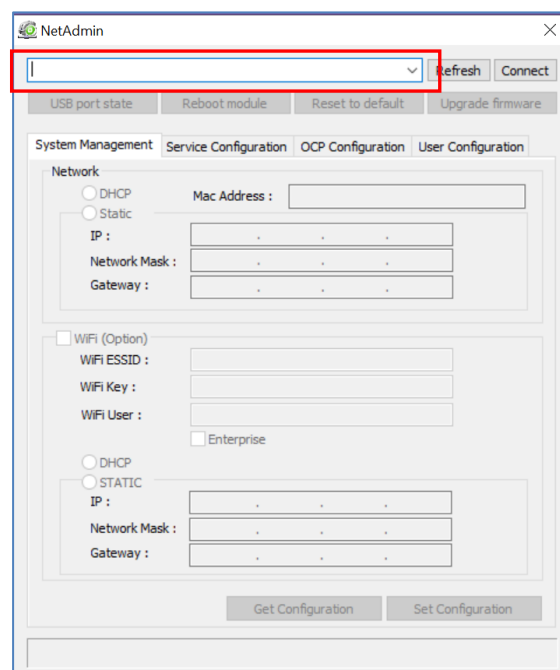 NetAdmin
Refresh Connect
USB port state Reboot module Reset to default Upgrade firmware
System Management Service Configuration OCP Configuration User Configuration
Network
DHCP Mac Address :
Static
IP : . . .
Network Mask : . . .
Gateway : . . .
WiFi (Option)
WiFi ESSID :
WiFi Key :
WiFi User :
Enterprise
DHCP
STATIC
IP : . . .
Network Mask : . . .
Gateway : . . .
Get Configuration Set Configuration